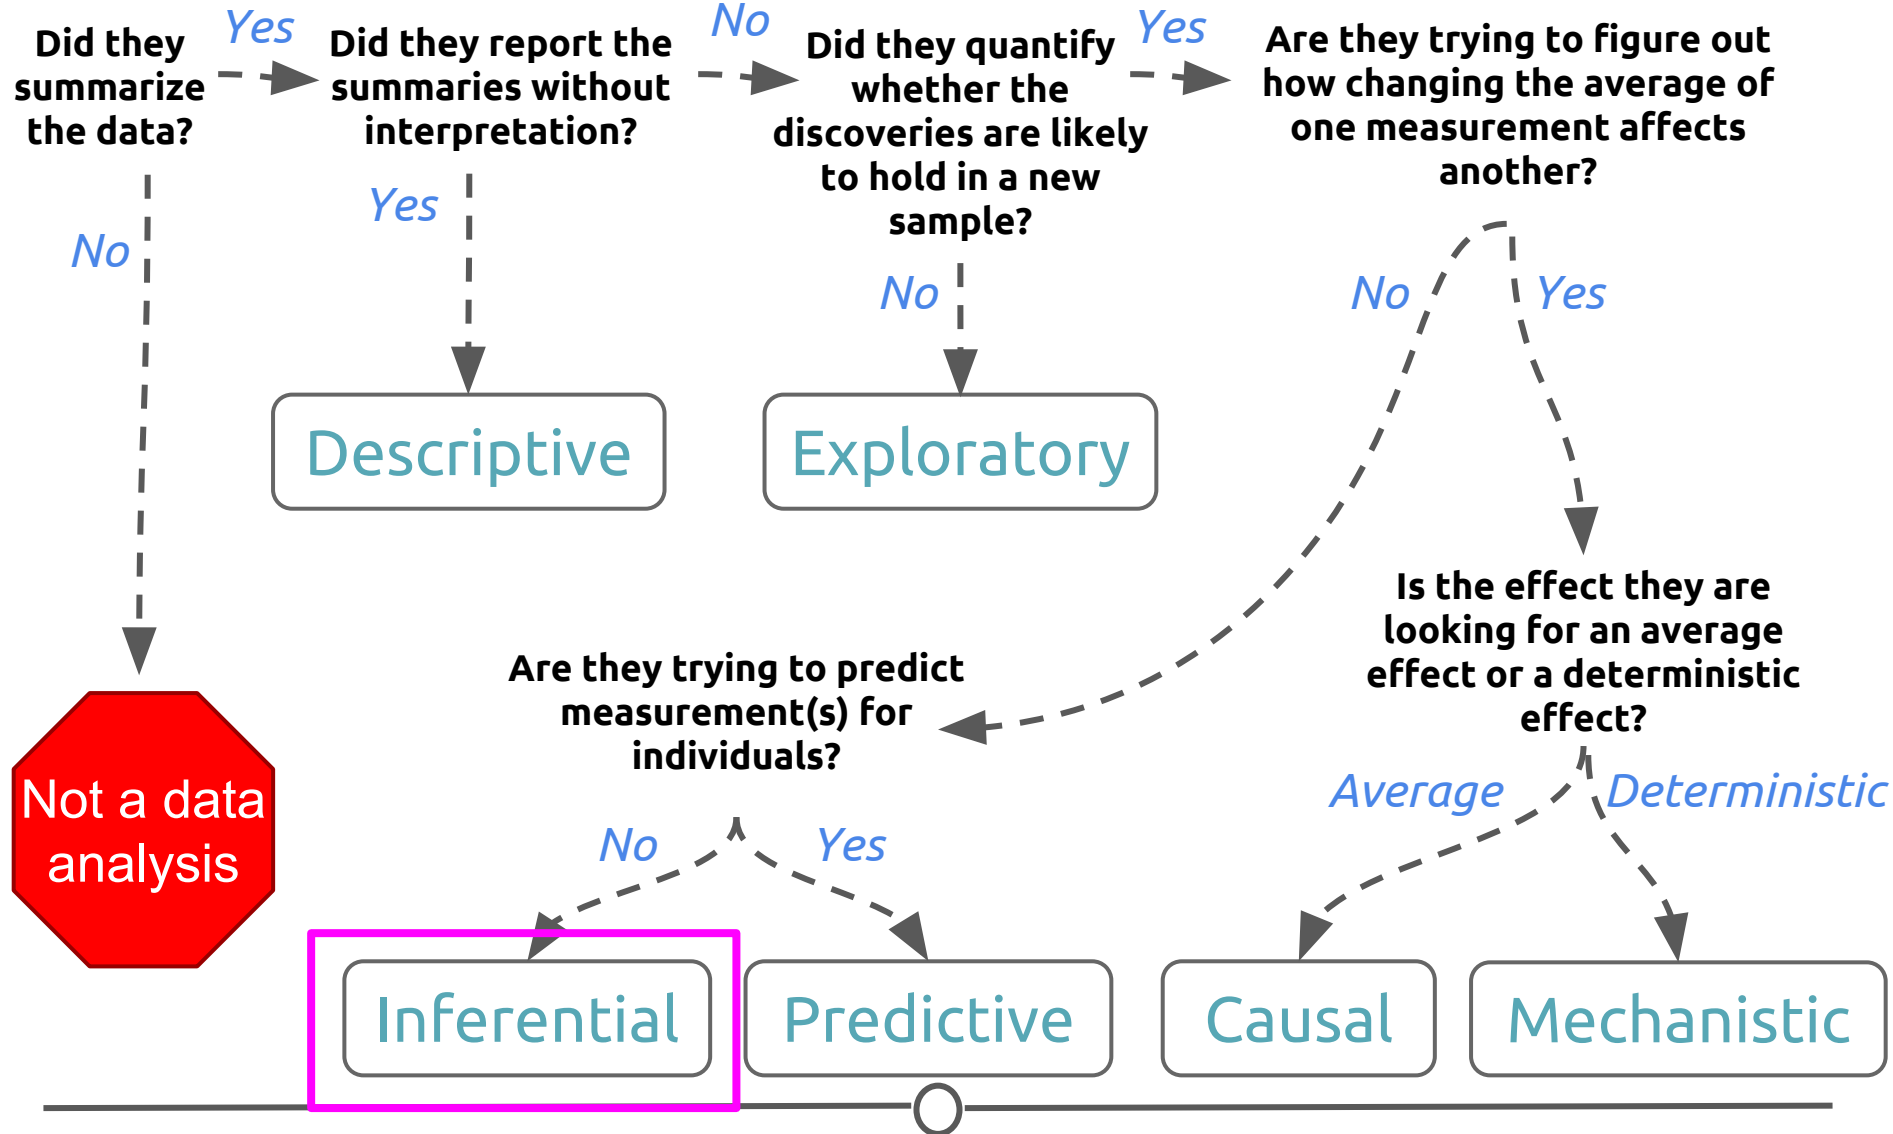 Did they
summarize
the data?
Yes
Did they report the
summaries without
interpretation?
No
Did they quantify
whether the
discoveries are likely
to hold in a new
sample?
Yes
Are they trying to figure out
how changing the average of
one measurement affects
another?
No
Yes
No
No
Yes
Descriptive
Exploratory
Is the effect they are
looking for an average
effect or a deterministic
effect?
Are they trying to predict
measurement(s) for
individuals?
Not a data
analysis
No
Yes
Average
Deterministic
Inferential
Predictive
Causal
Mechanistic